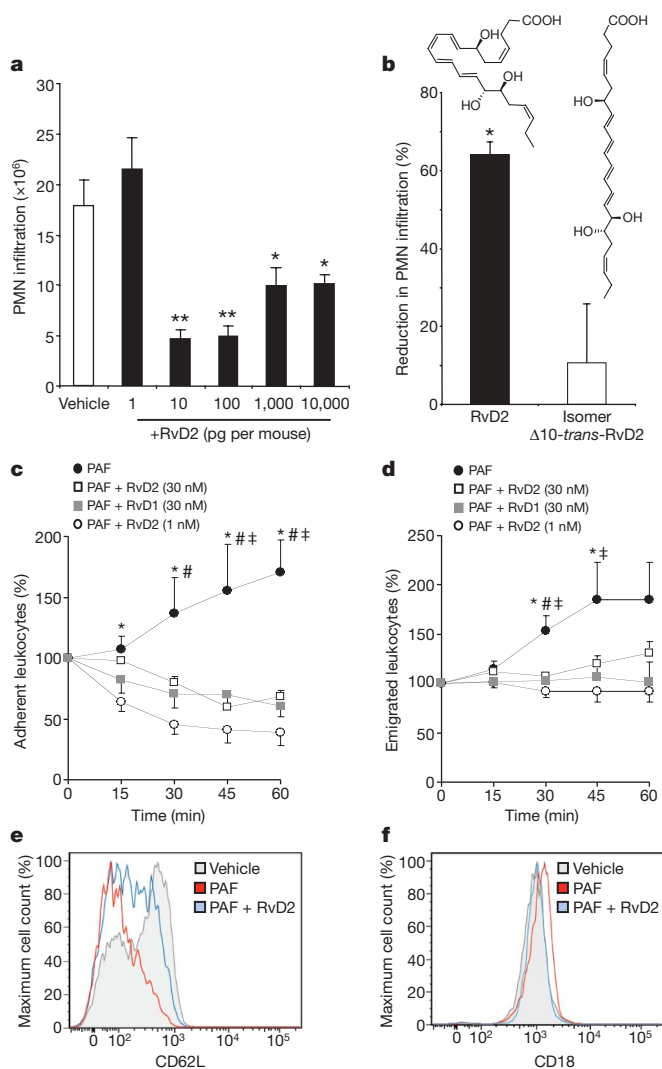 a
PMN infiltration (×10⁶)
30
25
20
15
10
5
0
**
**
*
*
Vehicle
1
10
100
1,000
10,000
+RvD2 (pg per mouse)
b
OH
COOH
OH
HO
COOH
HO
OH
HO
Reduction in PMN infiltration (%)
80
60
40
20
0
*
RvD2
Isomer
Δ10-trans-RvD2
c
PAF
PAF + RvD2 (30 nM)
PAF + RvD1 (30 nM)
PAF + RvD2 (1 nM)
Adherent leukocytes (%)
200
150
100
50
0
*
* #
* # ‡
* # ‡
0
15
30
45
60
Time (min)
d
PAF
PAF + RvD2 (30 nM)
PAF + RvD1 (30 nM)
PAF + RvD2 (1 nM)
Emigrated leukocytes (%)
250
200
150
100
50
0
* # ‡
* ‡
0
15
30
45
60
Time (min)
e
Maximum cell count (%)
100
80
60
40
20
0
Vehicle
PAF
PAF + RvD2
0
10²
10³
10⁴
10⁵
CD62L
f
Maximum cell count (%)
100
80
60
40
20
0
Vehicle
PAF
PAF + RvD2
0
10²
10³
10⁴
10⁵
CD18